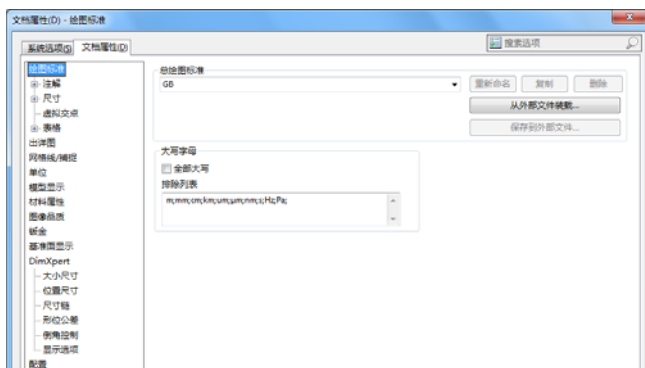 文档属性(D) - 绘图标准
系统选项(S) 文档属性(D)
搜索选项
绘图标准
注解
尺寸
虚拟交点
表格
出详图
网格线/捕捉
单位
模型显示
材料属性
图像品质
钣金
基准面显示
DimXpert
大小尺寸
位置尺寸
尺寸链
形位公差
倒角控制
显示选项
配置
总绘图标准
GB
重新命名 复制 删除
从外部文件装载...
保存到外部文件...
大写字母
全部大写
排除列表
m;mm;cm;km;um;µm;nm;s;Hz;Pa;